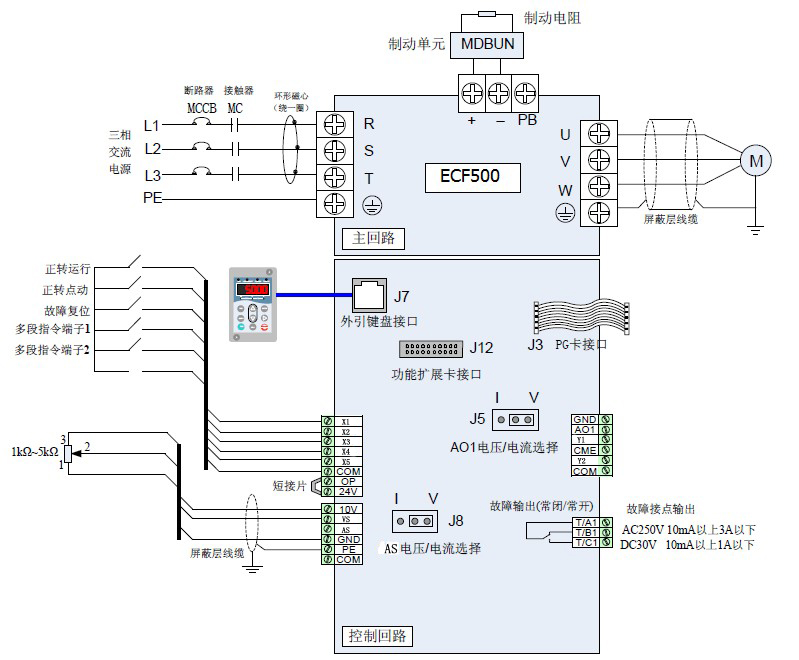 制动电阻
制动单元 MDBUN
断路器 接触器 环形磁心
MCCB MC （绕一圈）
+ – PB
三相
交流
电源
L1
L2
L3
PE
R
S
T
ECF500
U
V
W
M
主回路
屏蔽层线缆
正转运行
正转点动
故障复位
多段指令端子1
多段指令端子2
5000
J7
外引键盘接口
J12
功能扩展卡接口
J3 PG卡接口
I V
J5
AO1电压/电流选择
X1
X2
X3
X4
X5
COM
OP
24V
短接片
GND
AO1
Y1
CME
Y2
COM
1kΩ~5kΩ
3
2
1
10V
VS
AS
GND
PE
COM
屏蔽层线缆
I V
J8
AS电压/电流选择
故障输出(常闭/常开)
T/A1
T/B1
T/C1
故障接点输出
AC250V 10mA以上3A以下
DC30V 10mA以上1A以下
控制回路